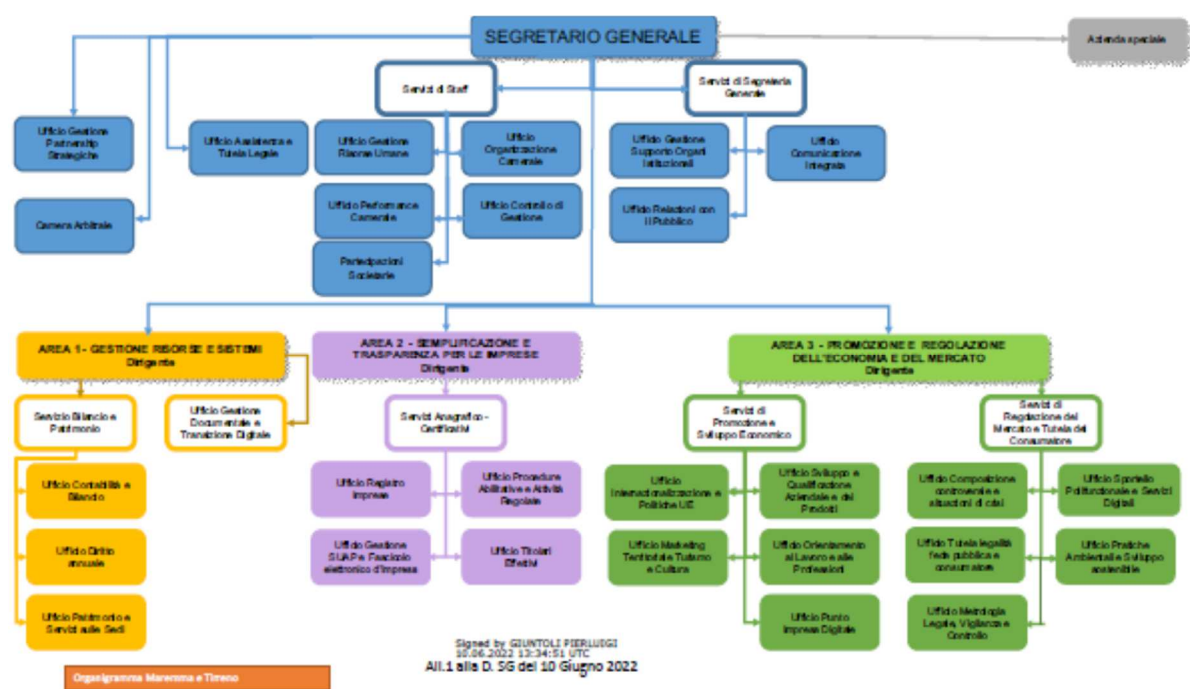 SEGRETARIO GENERALE
Azienda speciale
Servizi di Staff
Servizi di Segreteria
Generale
Ufficio Gestione
Partnership
Strategiche
Ufficio Assistenza e
Tutela Legale
Ufficio Gestione
Risorse Umane
Ufficio
Organizzazione
Camerale
Ufficio Gestione
Supporto Organi
Istituzionali
Ufficio
Comunicazione
Integrata
Camera Arbitrale
Ufficio Performance
Camerale
Ufficio Controllo di
Gestione
Ufficio Relazioni con
il Pubblico
Partecipazioni
Societarie
AREA 1 - GESTIONE RISORSE E SISTEMI
Dirigente
AREA 2 - SEMPLIFICAZIONE E
TRASPARENZA PER LE IMPRESE
Dirigente
AREA 3 - PROMOZIONE E REGOLAZIONE
DELL'ECONOMIA E DEL MERCATO
Dirigente
Servizio Bilancio e
Patrimonio
Ufficio Gestione
Documentale e
Transizione Digitale
Servizi Anagrafico -
Certificativi
Servizi di
Promozione e
Sviluppo Economico
Servizi di
Regolazione del
Mercato e Tutela del
Consumatore
Ufficio Contabilità e
Bilancio
Ufficio Registro
Imprese
Ufficio Procedure
Abilitative e Attività
Regolate
Ufficio
Internazionalizzazione e
Politiche UE
Ufficio Sviluppo e
Qualificazione
Aziendale e dei
Prodotti
Ufficio Composizione
controversie e
situazioni di crisi
Ufficio Sportello
Polifunzionale e Servizi
Digitali
Ufficio Diritto
annuale
Ufficio Gestione
SUAP e Fascicolo
elettronico d'Impresa
Ufficio Titolari
Effettivi
Ufficio Marketing
Territoriale Turismo
e Cultura
Ufficio Orientamento
al Lavoro e alle
Professioni
Ufficio Tutela legalità
fede pubblica e
consumatore
Ufficio Pratiche
Ambientali e Sviluppo
sostenibile
Ufficio Patrimonio e
Servizi sulle Sedi
Ufficio Punto
Impresa Digitale
Ufficio Metrologia
Legale, Vigilanza e
Controllo
Signed by GIUNTOLI PIERLUIGI
10.06.2022 13:34:51 UTC
All.1 alla D. SG del 10 Giugno 2022
Organigramma Maremma e Tirreno